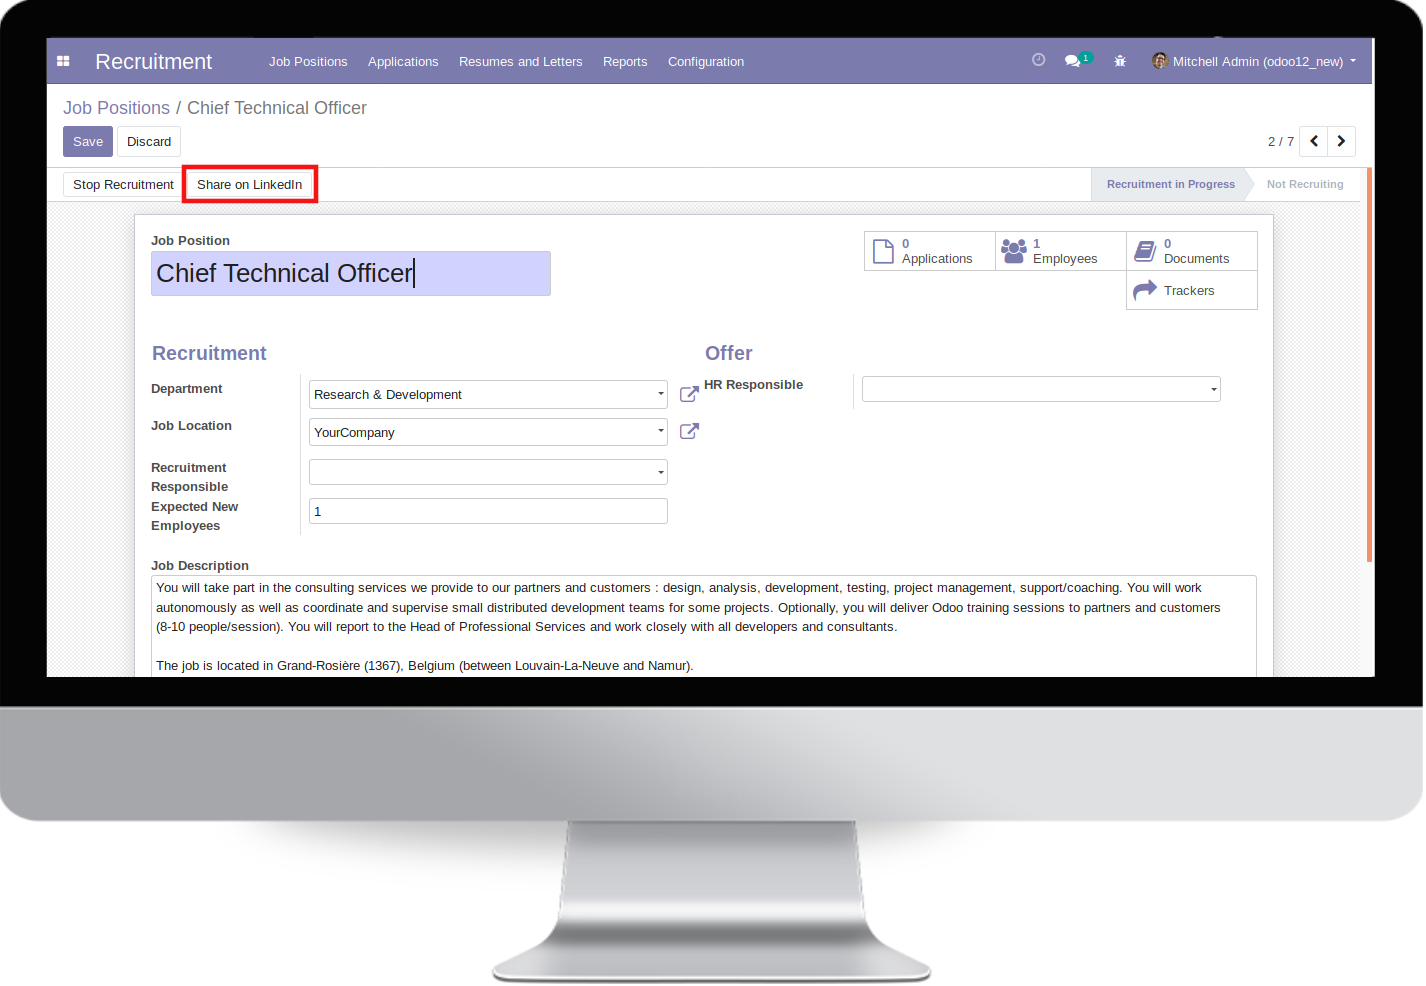 Recruitment Job Positions Applications Resumes and Letters Reports Configuration 1 Mitchell Admin (odoo12_new)
Job Positions / Chief Technical Officer
Save Discard 2 / 7
Stop Recruitment Share on LinkedIn Recruitment in Progress Not Recruiting
Job Position
Chief Technical Officer
0 Applications
1 Employees
0 Documents
Trackers
Recruitment
Department Research & Development
Job Location YourCompany
Recruitment
Responsible
Expected New
Employees
1
Offer
HR Responsible
Job Description
You will take part in the consulting services we provide to our partners and customers : design, analysis, development, testing, project management, support/coaching. You will work
autonomously as well as coordinate and supervise small distributed development teams for some projects. Optionally, you will deliver Odoo training sessions to partners and customers
(8-10 people/session). You will report to the Head of Professional Services and work closely with all developers and consultants.
The job is located in Grand-Rosière (1367), Belgium (between Louvain-La-Neuve and Namur).